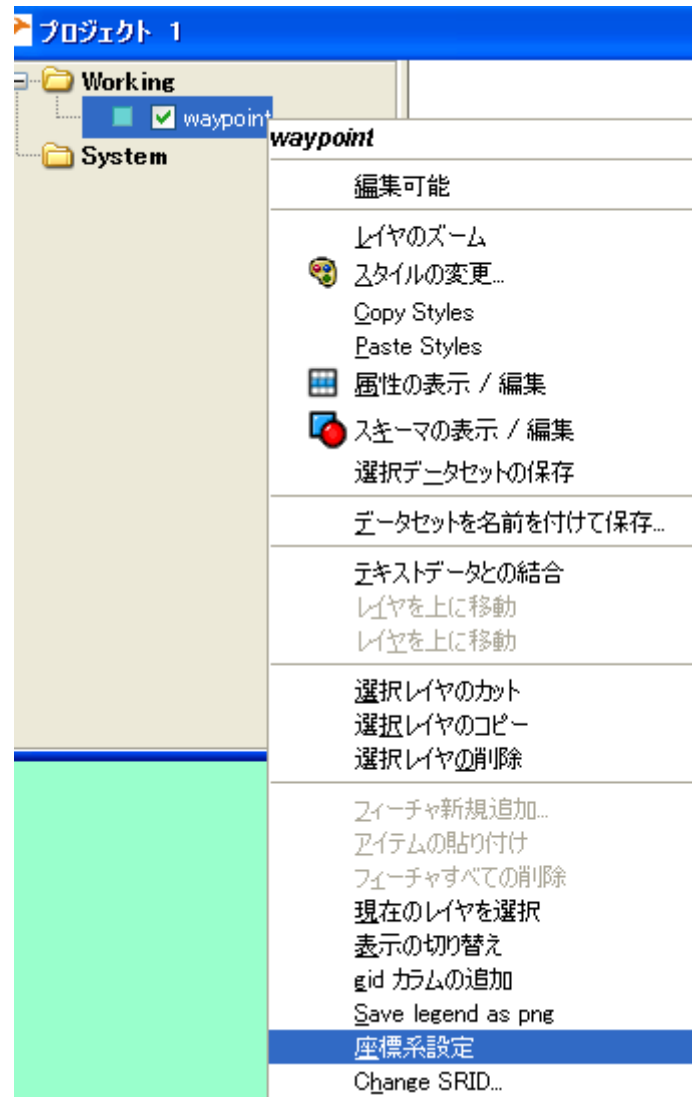 プロジェクト 1
Working
waypoint
System
waypoint
編集可能
レイヤのズーム
スタイルの変更...
Copy Styles
Paste Styles
属性の表示 / 編集
スキーマの表示 / 編集
選択データセットの保存
データセットを名前を付けて保存...
テキストデータとの結合
レイヤを上に移動
レイヤを上に移動
選択レイヤのカット
選択レイヤのコピー
選択レイヤの削除
フィーチャ新規追加...
アイテムの貼り付け
フィーチャすべての削除
現在のレイヤを選択
表示の切り替え
gid カラムの追加
Save legend as png
座標系設定
Change SRID...